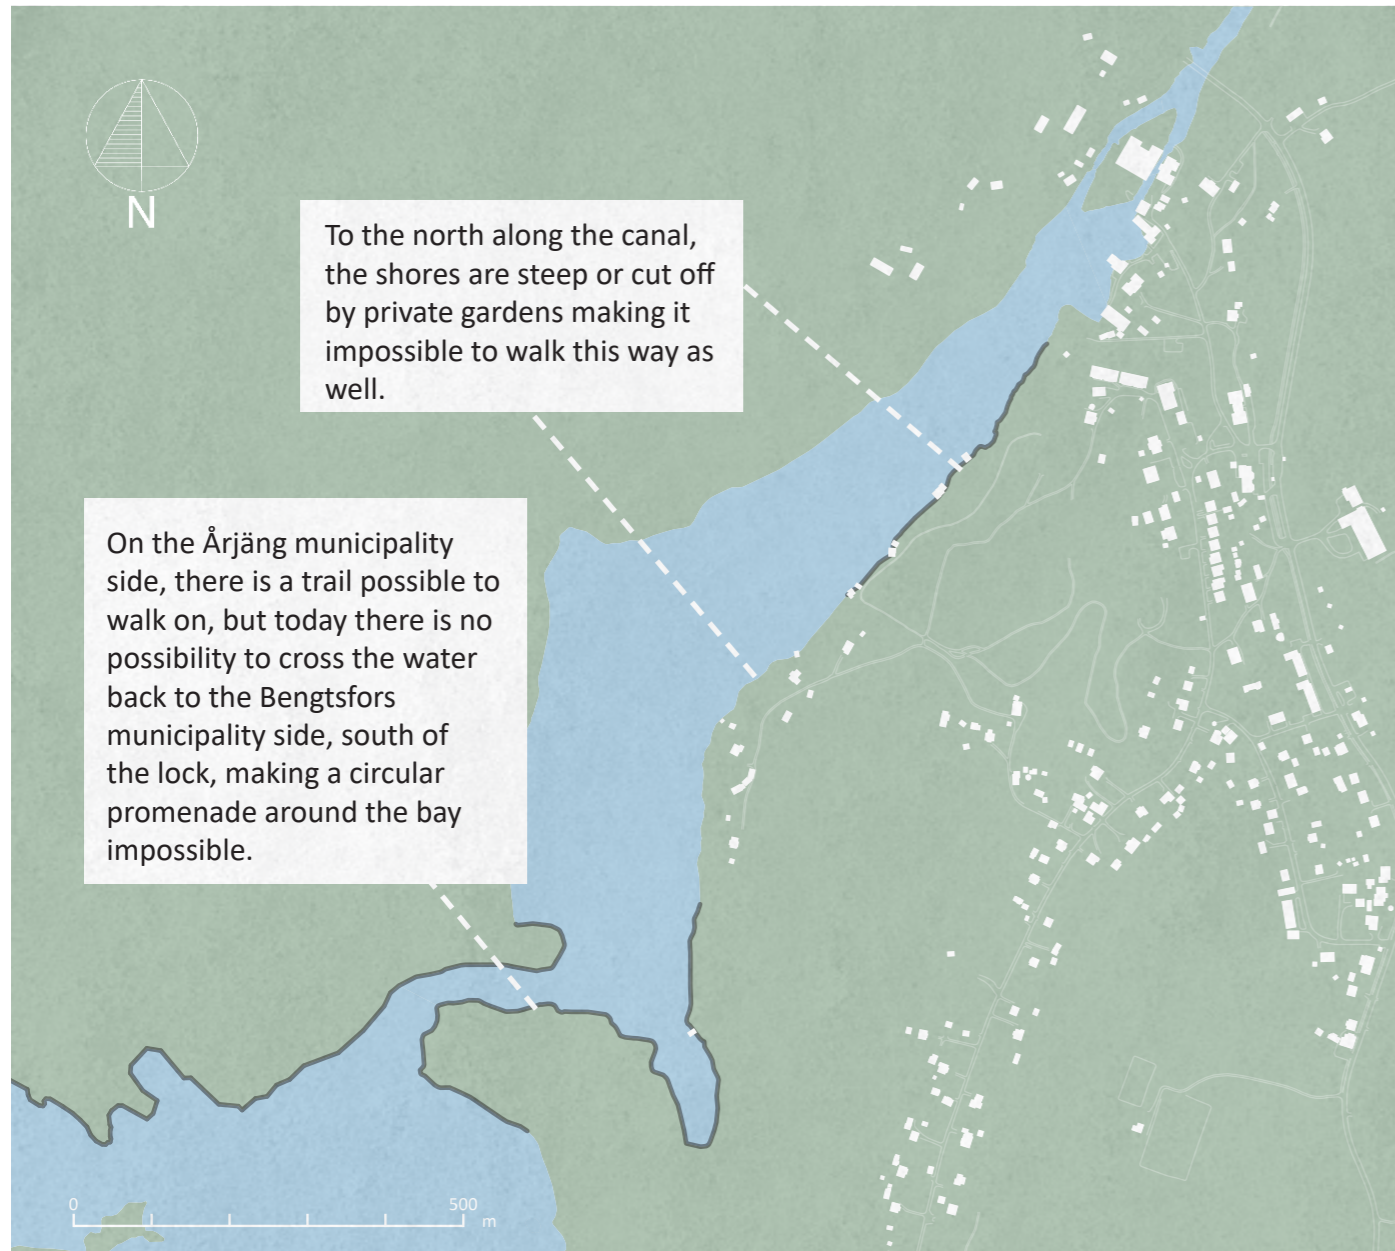 N
To the north along the canal,
the shores are steep or cut off
by private gardens making it
impossible to walk this way as
well.
On the Årjäng municipality
side, there is a trail possible to
walk on, but today there is no
possibility to cross the water
back to the Bengtsfors
municipality side, south of
the lock, making a circular
promenade around the bay
impossible.
0 500
m